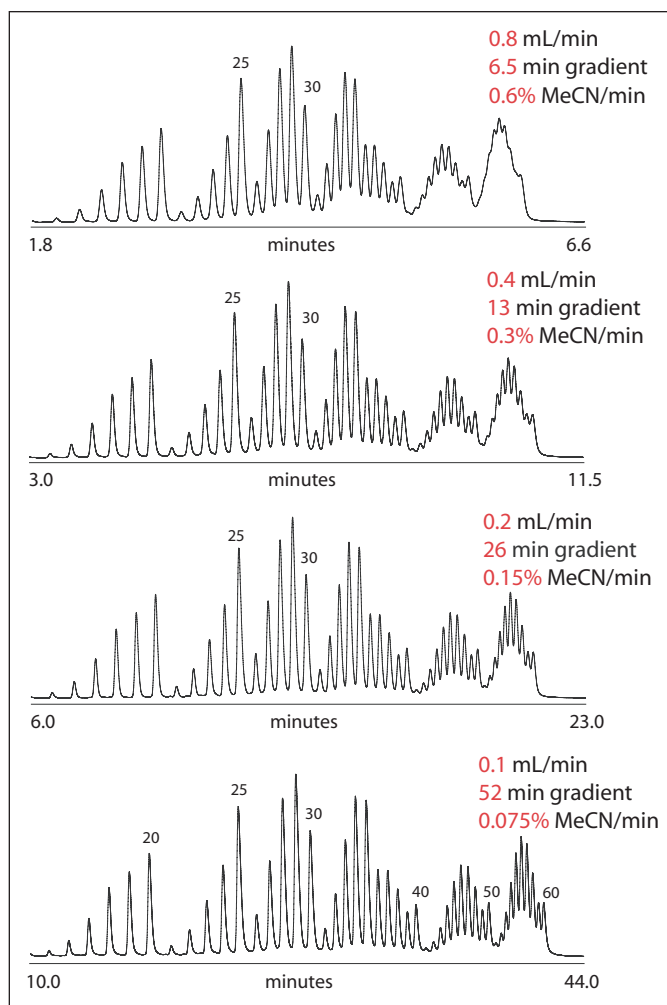 0.8 mL/min
6.5 min gradient
0.6% MeCN/min
25
30
1.8 minutes 6.6
0.4 mL/min
13 min gradient
0.3% MeCN/min
25
30
3.0 minutes 11.5
0.2 mL/min
26 min gradient
0.15% MeCN/min
25
30
6.0 minutes 23.0
0.1 mL/min
52 min gradient
0.075% MeCN/min
20
25
30
40
50
60
10.0 minutes 44.0